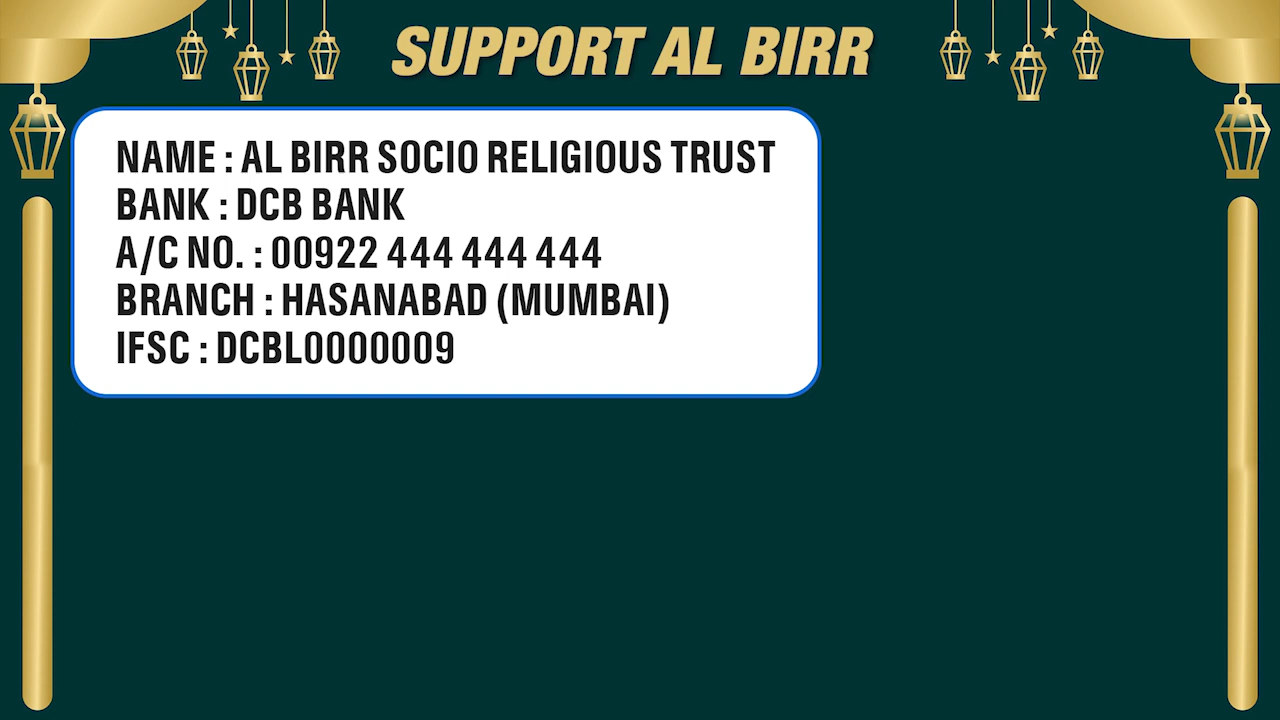 SUPPORT AL BIRR
NAME : AL BIRR SOCIO RELIGIOUS TRUST
BANK : DCB BANK
A/C NO. : 00922 444 444 444
BRANCH : HASANABAD (MUMBAI)
IFSC : DCBL0000009